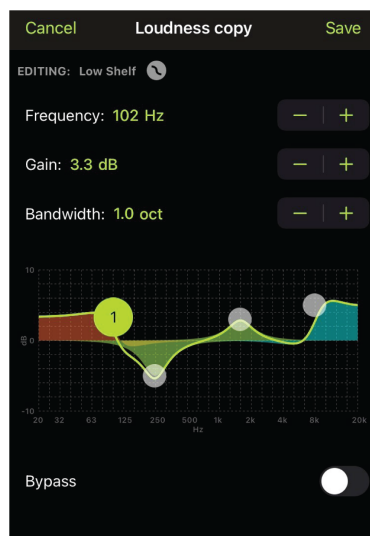 Cancel Loudness copy Save
EDITING: Low Shelf
Frequency: 102 Hz − +
Gain: 3.3 dB − +
Bandwidth: 1.0 oct − +
10
1
dB 0
-10
20 32 63 125 250 500 1k 2k 4k 8k 20k
Hz
Bypass